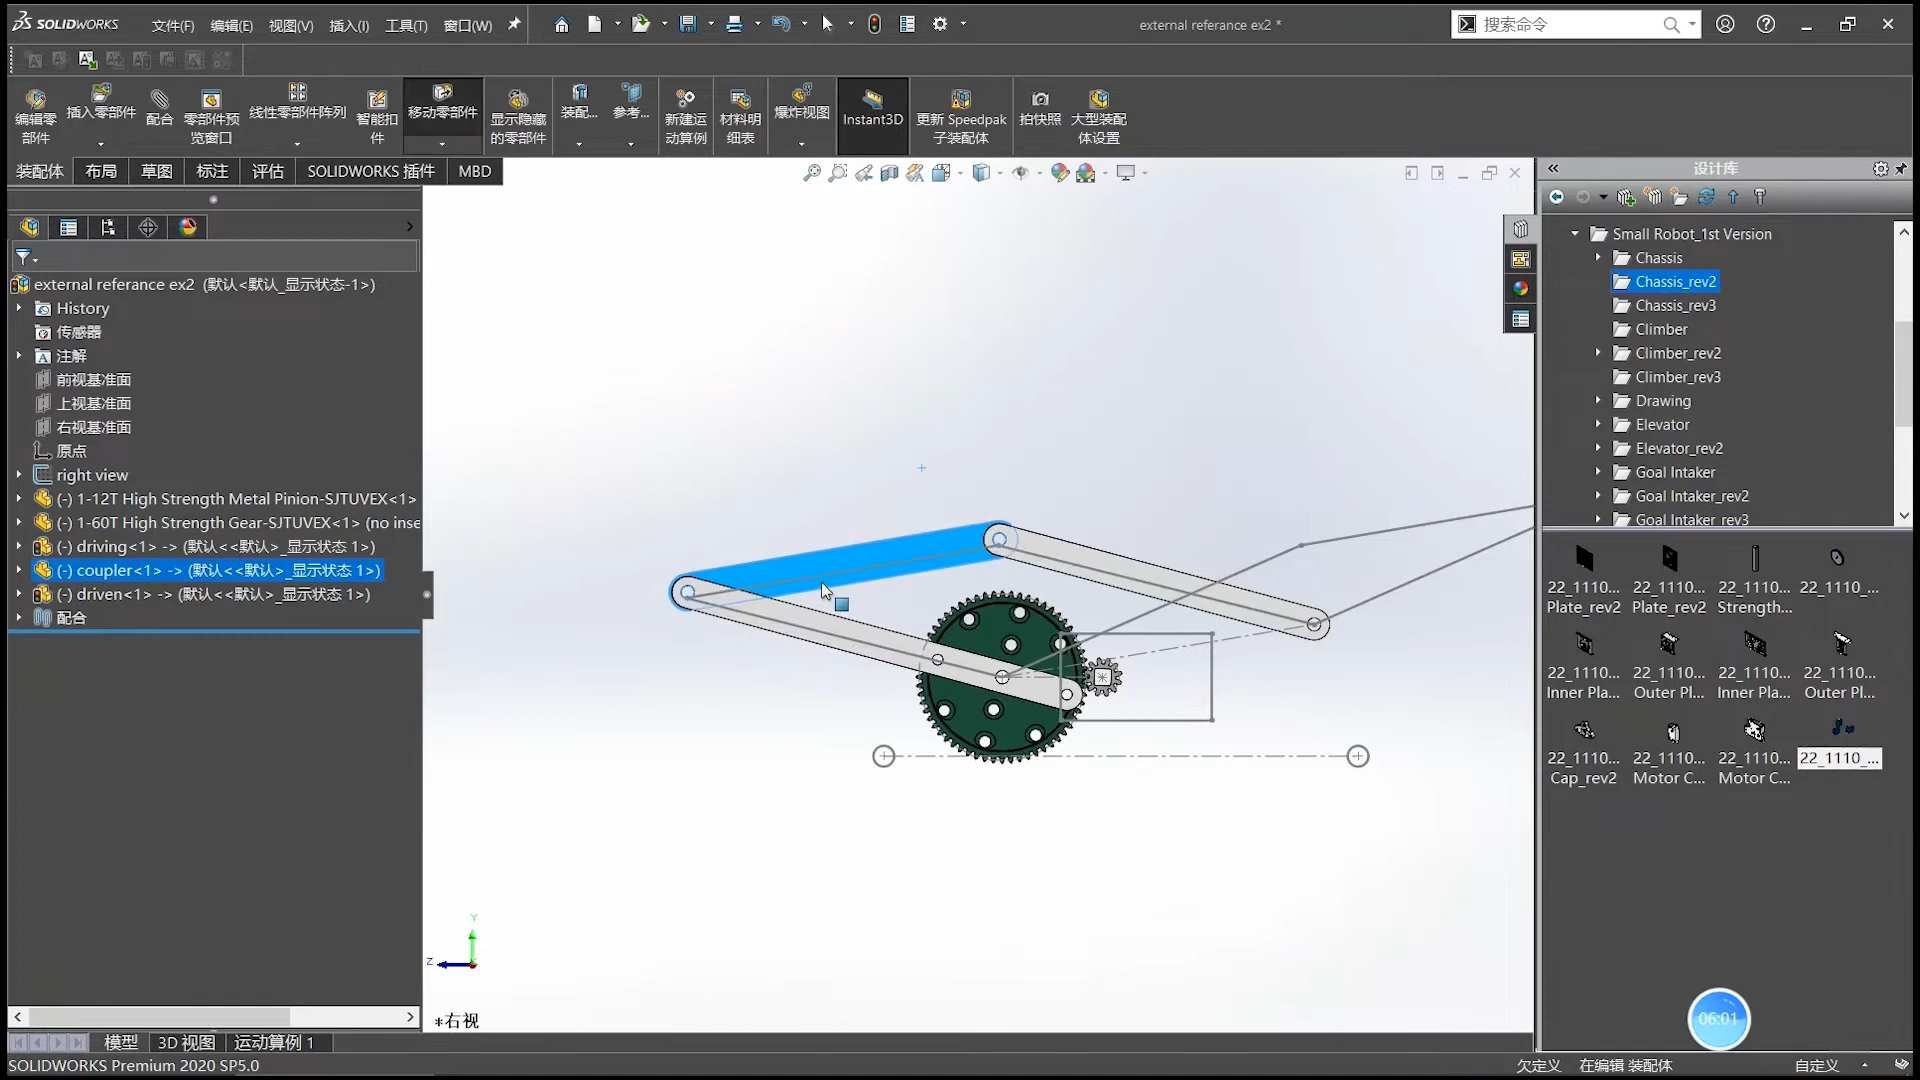 SOLIDWORKS 文件(F) 编辑(E) 视图(V) 插入(I) 工具(T) 窗口(W) external referance ex2 * 搜索命令
编辑零部件 插入零部件 配合 零部件预览窗口 线性零部件阵列 智能扣件 移动零部件 显示隐藏的零部件 装配... 参考... 新建运动算例 材料明细表 爆炸视图 Instant3D 更新 Speedpak 子装配体 拍快照 大型装配体设置
装配体 布局 草图 标注 评估 SOLIDWORKS 插件 MBD
设计库
external referance ex2 (默认<默认_显示状态-1>)
History
传感器
注解
前视基准面
上视基准面
右视基准面
原点
right view
(-) 1-12T High Strength Metal Pinion-SJTUVEX<1>
(-) 1-60T High Strength Gear-SJTUVEX<1> (no inse
(-) driving<1> -> (默认<<默认>_显示状态 1>)
(-) coupler<1> -> (默认<<默认>_显示状态 1>)
(-) driven<1> -> (默认<<默认>_显示状态 1>)
配合
Small Robot_1st Version
Chassis
Chassis_rev2
Chassis_rev3
Climber
Climber_rev2
Climber_rev3
Drawing
Elevator
Elevator_rev2
Goal Intaker
Goal Intaker_rev2
Goal Intaker_rev3
22_1110... 22_1110... 22_1110... 22_1110_...
Plate_rev2 Plate_rev2 Strength...
22_1110... 22_1110... 22_1110... 22_1110...
Inner Pla... Outer Pl... Inner Pla... Outer Pl...
22_1110... 22_1110... 22_1110... 22_1110_...
Cap_rev2 Motor C... Motor C...
Y
Z
*右视
06:01
模型 3D 视图 运动算例 1
SOLIDWORKS Premium 2020 SP5.0 欠定义 在编辑 装配体 自定义